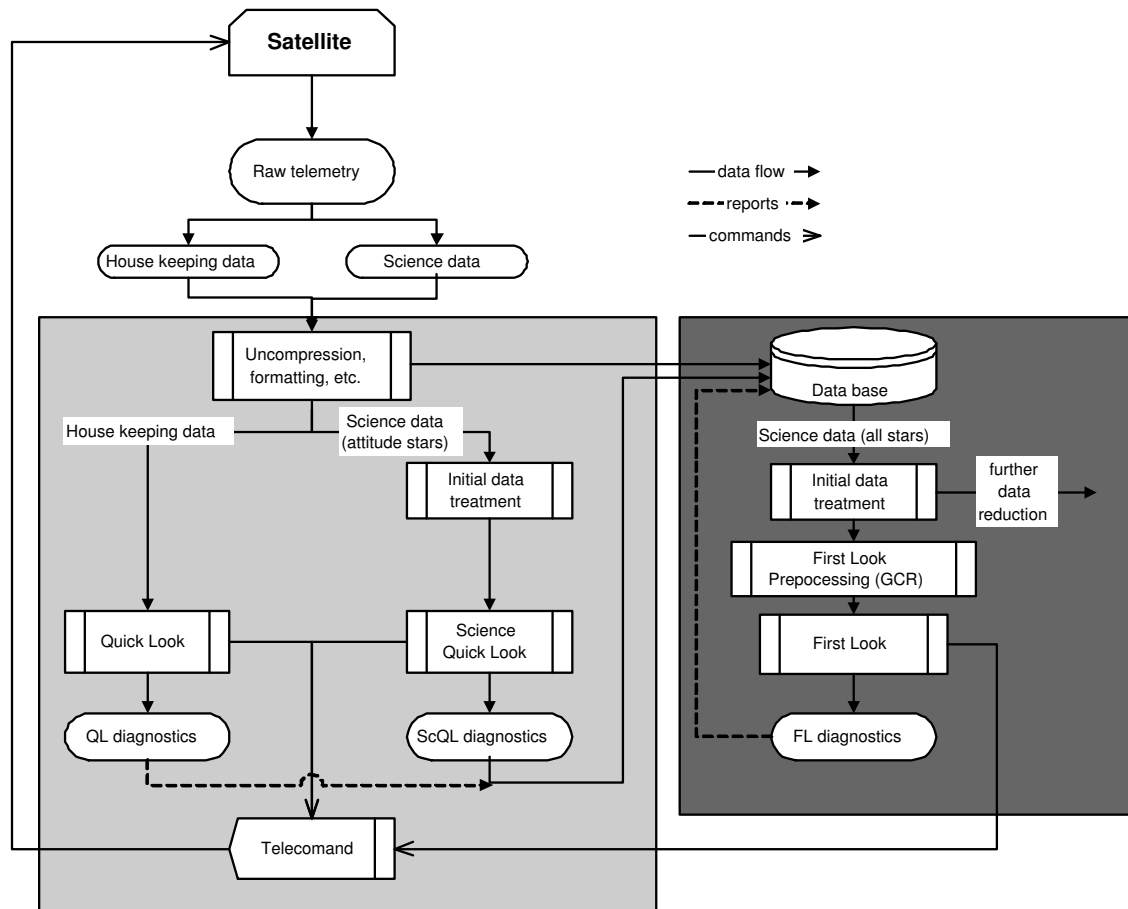 Satellite
Raw telemetry
data flow
reports
commands
House keeping data
Science data
Uncompression,
formatting, etc.
Data base
House keeping data
Science data
(attitude stars)
Science data (all stars)
Initial data
treatment
Initial data
treatment
further
data
reduction
First Look
Prepocessing (GCR)
Quick Look
Science
Quick Look
First Look
QL diagnostics
ScQL diagnostics
FL diagnostics
Telecomand